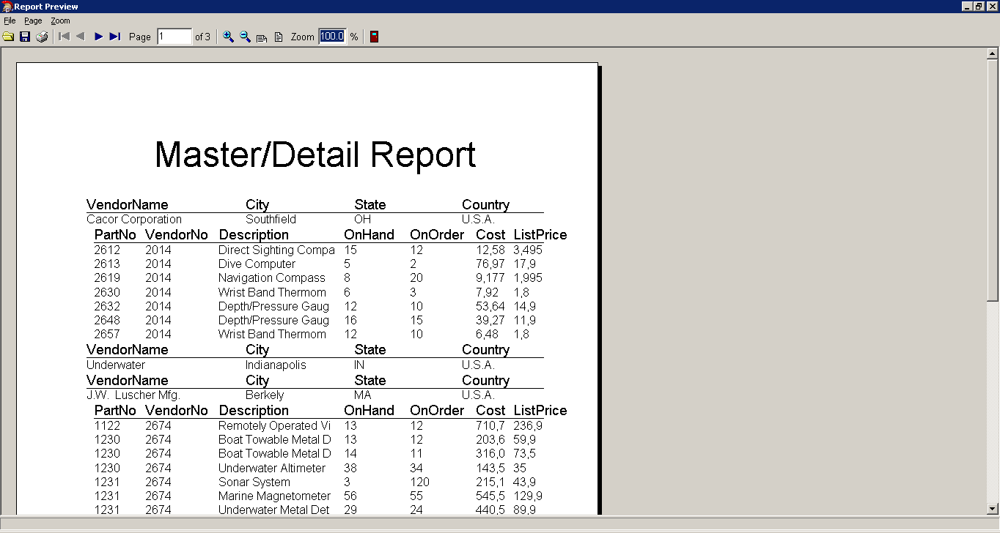 Report Preview
File Page Zoom
Page 1 of 3 Zoom 100.0 %
Master/Detail Report
VendorName City State Country
Cacor Corporation Southfield OH U.S.A.
PartNo VendorNo Description OnHand OnOrder Cost ListPrice
2612 2014 Direct Sighting Compa 15 12 12,58 3,495
2613 2014 Dive Computer 5 2 76,97 17,9
2619 2014 Navigation Compass 8 20 9,177 1,995
2630 2014 Wrist Band Thermom 6 3 7,92 1,8
2632 2014 Depth/Pressure Gaug 12 10 53,64 14,9
2648 2014 Depth/Pressure Gaug 16 15 39,27 11,9
2657 2014 Wrist Band Thermom 12 10 6,48 1,8
VendorName City State Country
Underwater Indianapolis IN U.S.A.
VendorName City State Country
J.W. Luscher Mfg. Berkely MA U.S.A.
PartNo VendorNo Description OnHand OnOrder Cost ListPrice
1122 2674 Remotely Operated Vi 13 12 710,7 236,9
1230 2674 Boat Towable Metal D 13 12 203,6 59,9
1230 2674 Boat Towable Metal D 14 11 316,0 73,5
1230 2674 Underwater Altimeter 38 34 143,5 35
1231 2674 Sonar System 3 120 215,1 43,9
1231 2674 Marine Magnetometer 56 55 545,5 129,9
1231 2674 Underwater Metal Det 29 24 440,5 89,9